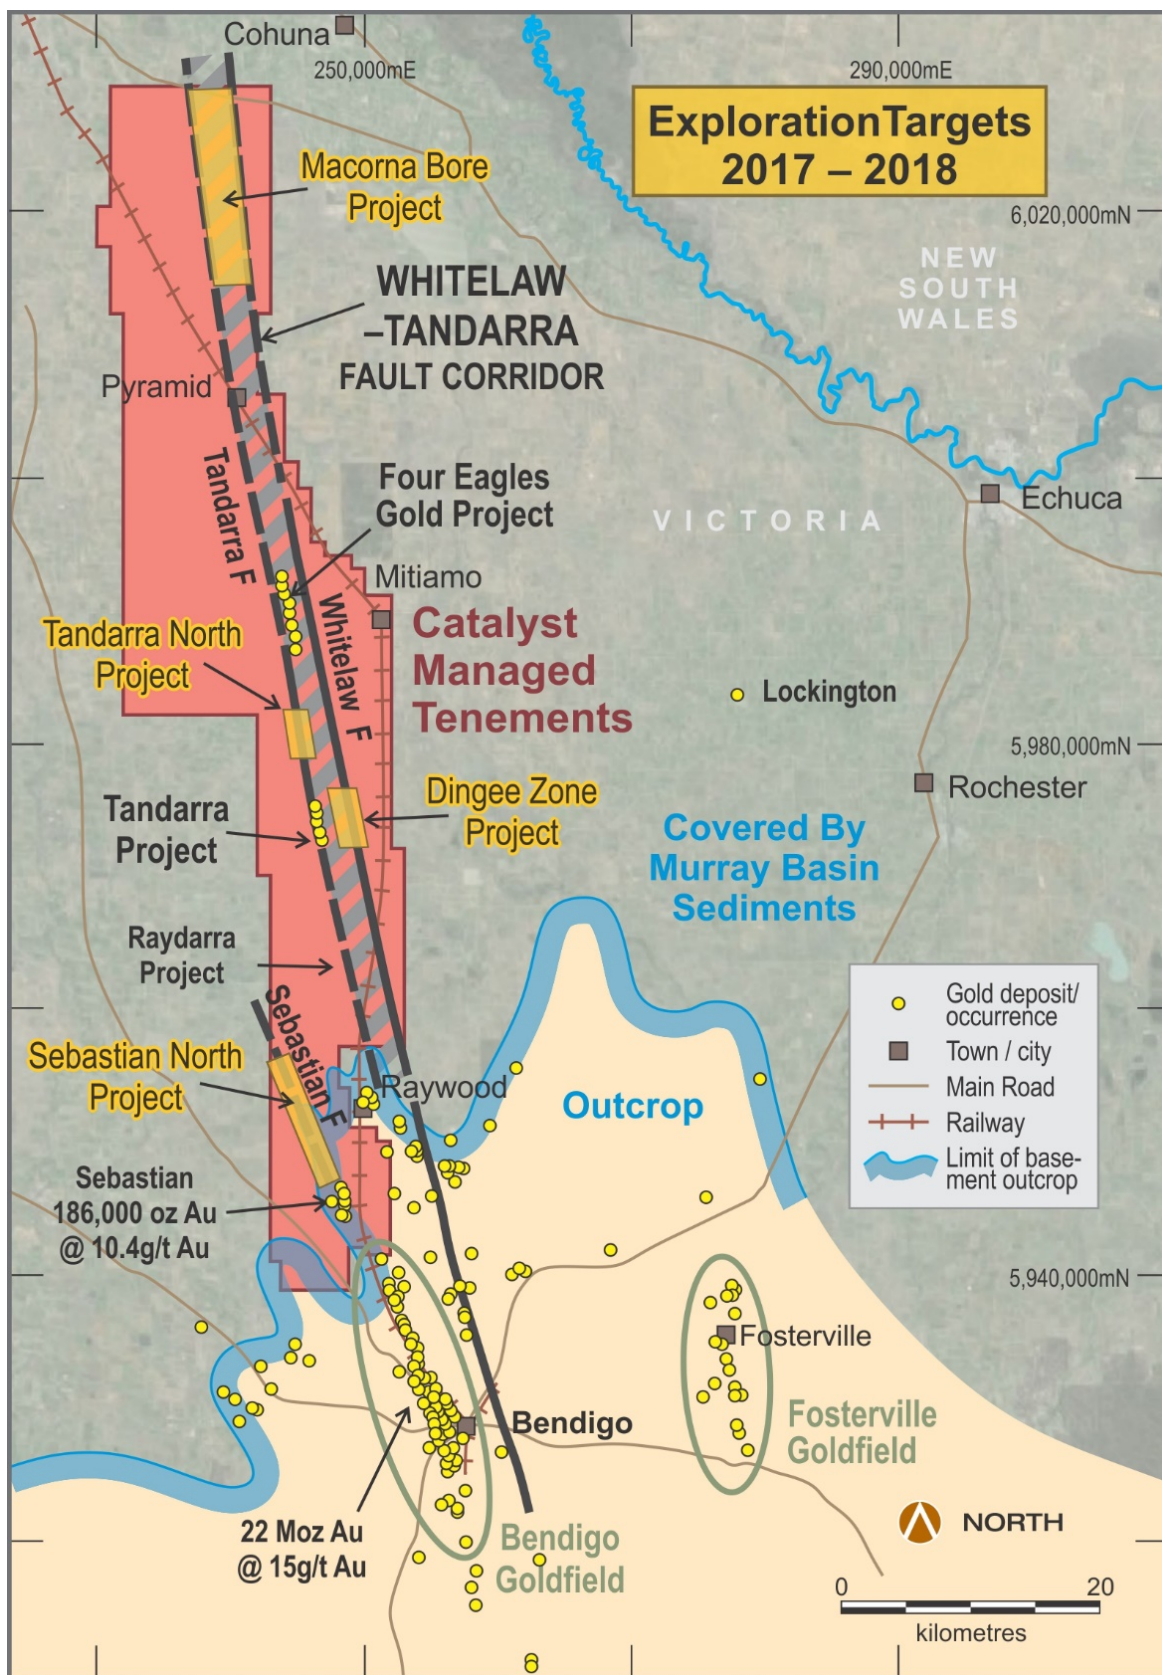 Cohuna
250,000mE
290,000mE
ExplorationTargets
2017 – 2018
Macorna Bore
Project
6,020,000mN
NEW
SOUTH
WALES
WHITELAW
–TANDARRA
FAULT CORRIDOR
Pyramid
Tandarra F
Four Eagles
Gold Project
VICTORIA
Echuca
Mitiamo
Whitelaw F
Tandarra North
Project
Catalyst
Managed
Tenements
Lockington
5,980,000mN
Rochester
Dingee Zone
Project
Tandarra
Project
Covered By
Murray Basin
Sediments
Raydarra
Project
Sebastian F
Sebastian North
Project
Raywood
Outcrop
Gold deposit/
occurrence
Town / city
Main Road
Railway
Limit of base-
ment outcrop
Sebastian
186,000 oz Au
@ 10.4g/t Au
5,940,000mN
Fosterville
Bendigo
Fosterville
Goldfield
22 Moz Au
@ 15g/t Au
Bendigo
Goldfield
NORTH
0
20
kilometres